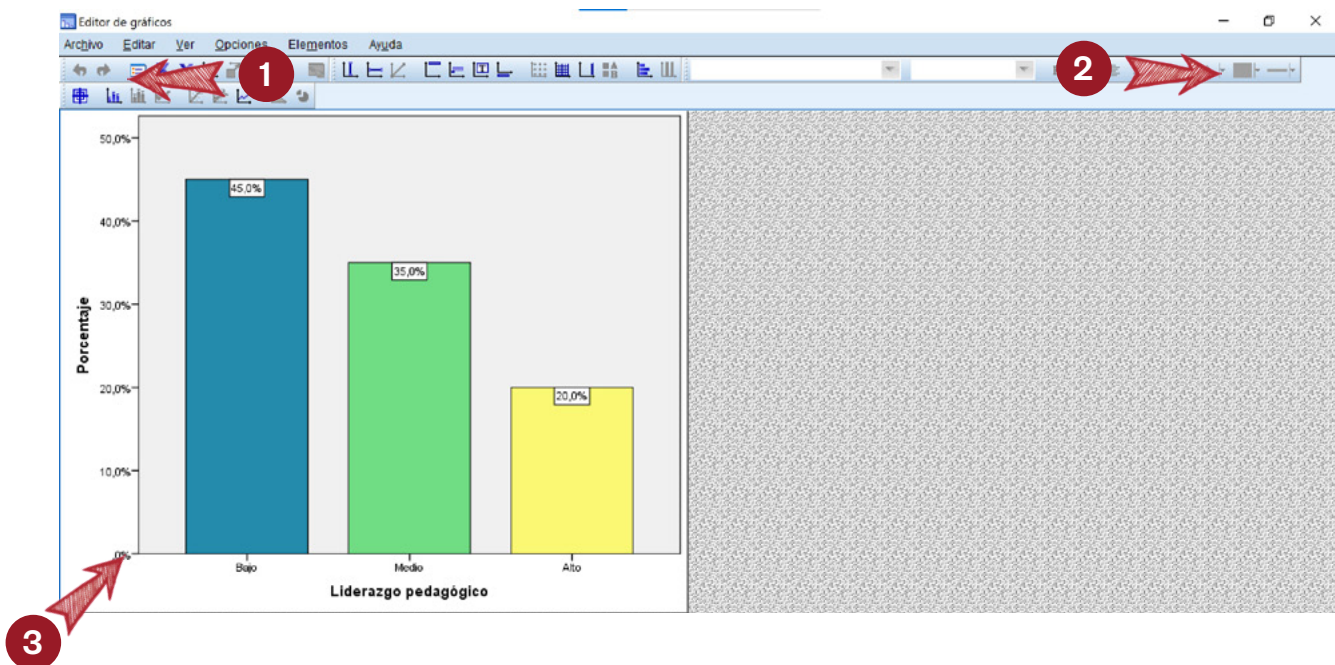 Editor de gráficos
Archivo Editar Ver Opciones Elementos Ayuda
1
2
50,0%
45,0%
40,0%
35,0%
30,0%
Porcentaje
20,0%
20,0%
10,0%
0%
Bajo Medio Alto
Liderazgo pedagógico
3